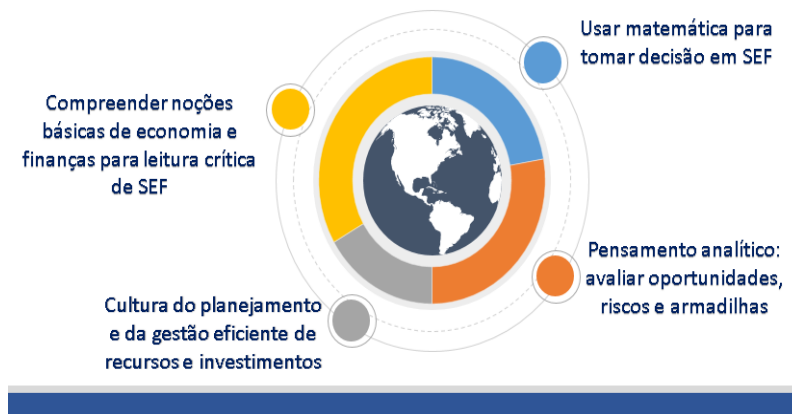 Usar matemática para
tomar decisão em SEF
Compreender noções
básicas de economia e
finanças para leitura crítica
de SEF
Pensamento analítico:
avaliar oportunidades,
riscos e armadilhas
Cultura do planejamento
e da gestão eficiente de
recursos e investimentos